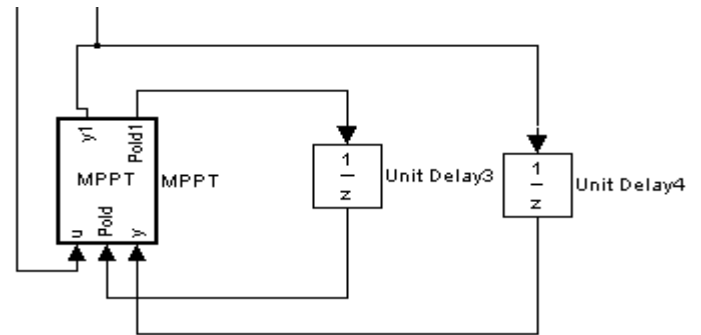 y1
Pold1
MPPT
MPPT
u
Pold
y
1
z
Unit Delay3
1
z
Unit Delay4